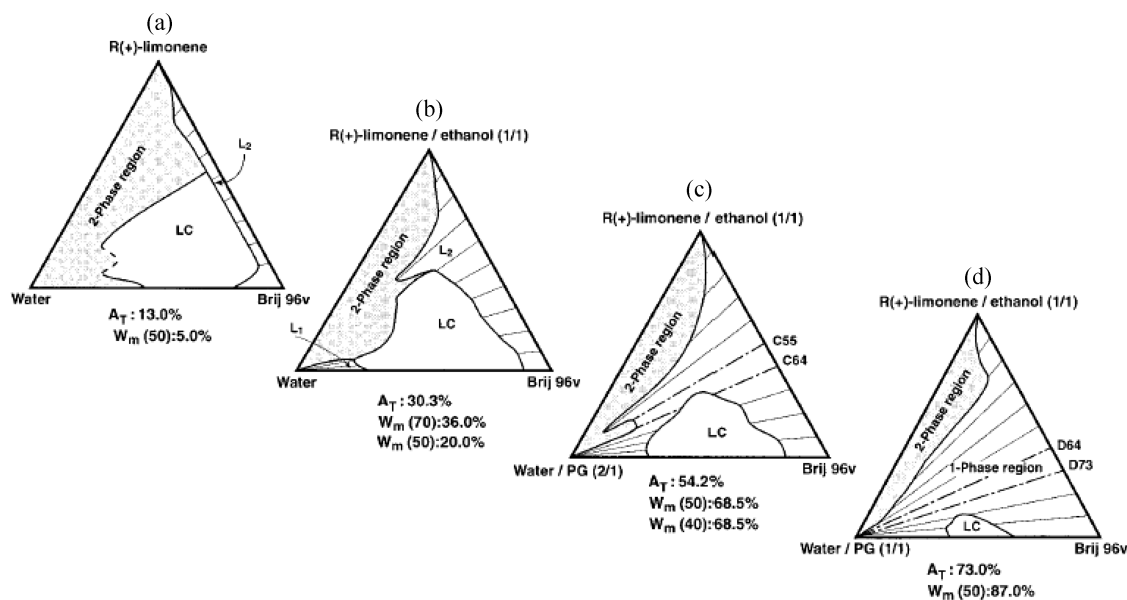 (a)
R(+)-limonene
2-Phase region
L2
LC
Water
Brij 96v
AT : 13.0%
Wm (50):5.0%
(b)
R(+)-limonene / ethanol (1/1)
2-Phase region
L2
LC
L1
Water
Brij 96v
AT : 30.3%
Wm (70):36.0%
Wm (50):20.0%
(c)
R(+)-limonene / ethanol (1/1)
2-Phase region
C55
C64
LC
Water / PG (2/1)
Brij 96v
AT : 54.2%
Wm (50):68.5%
Wm (40):68.5%
(d)
R(+)-limonene / ethanol (1/1)
2-Phase region
D64
1-Phase region
D73
LC
Water / PG (1/1)
Brij 96v
AT : 73.0%
Wm (50):87.0%